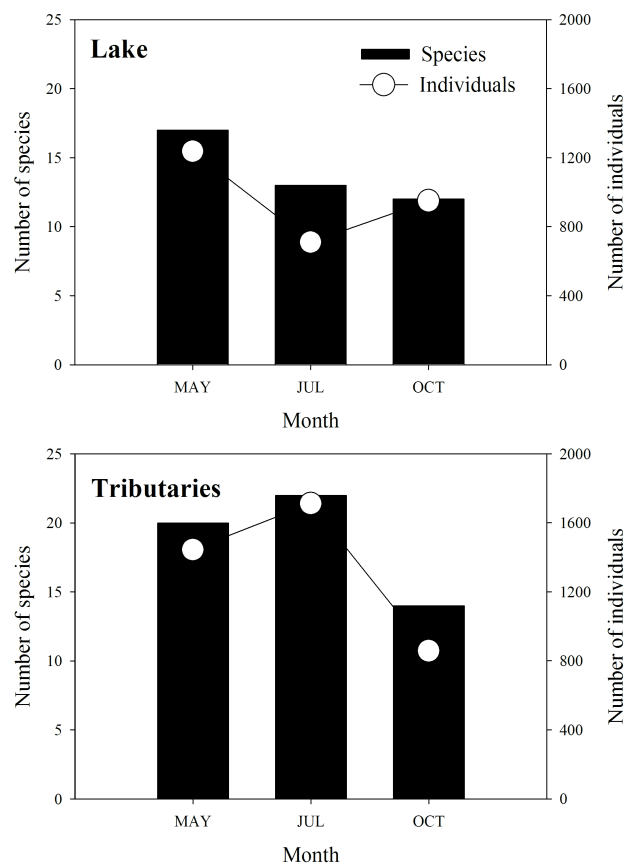 Lake
Species
Individuals
Number of species
Number of individuals
25
20
15
10
5
0
2000
1600
1200
800
400
0
MAY JUL OCT
Month
Tributaries
Number of species
Number of individuals
25
20
15
10
5
0
2000
1600
1200
800
400
0
MAY JUL OCT
Month